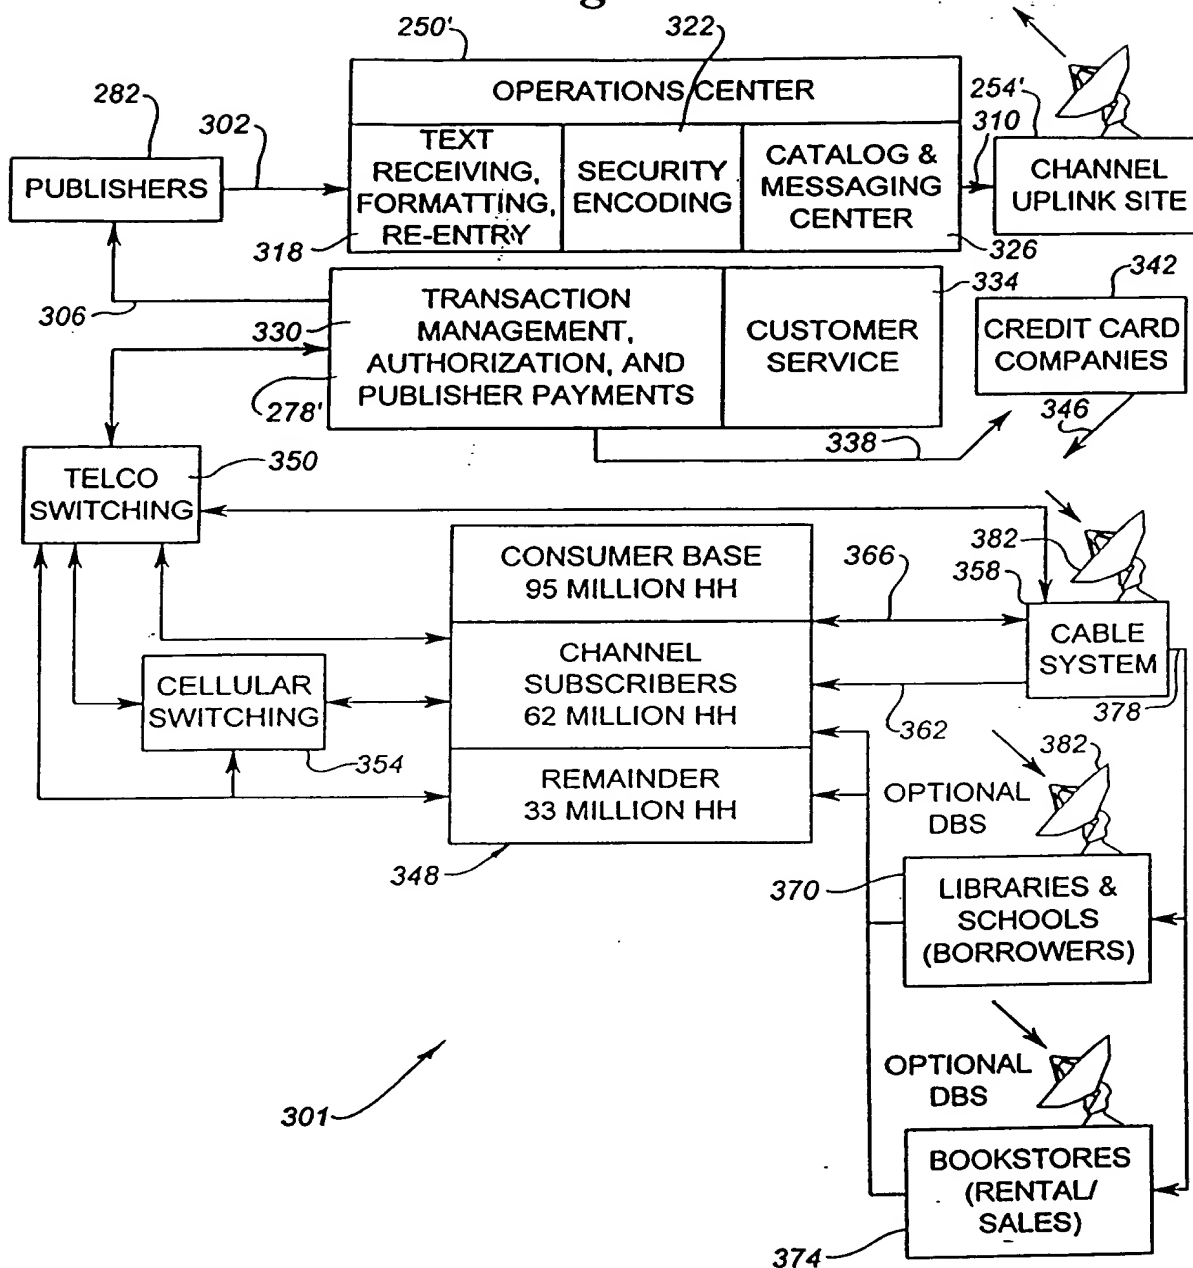 g
250'
322
282
302
OPERATIONS CENTER
254'
310
PUBLISHERS
TEXT
RECEIVING,
FORMATTING,
RE-ENTRY
318
SECURITY
ENCODING
CATALOG &
MESSAGING
CENTER
326
CHANNEL
UPLINK SITE
306
330
TRANSACTION
MANAGEMENT,
AUTHORIZATION, AND
PUBLISHER PAYMENTS
278'
334
CUSTOMER
SERVICE
342
CREDIT CARD
COMPANIES
346
338
TELCO
SWITCHING
350
CONSUMER BASE
95 MILLION HH
366
382
358
CHANNEL
SUBSCRIBERS
62 MILLION HH
CABLE
SYSTEM
378
362
CELLULAR
SWITCHING
354
REMAINDER
33 MILLION HH
348
382
OPTIONAL
DBS
370
LIBRARIES &
SCHOOLS
(BORROWERS)
301
OPTIONAL
DBS
BOOKSTORES
(RENTAL/
SALES)
374